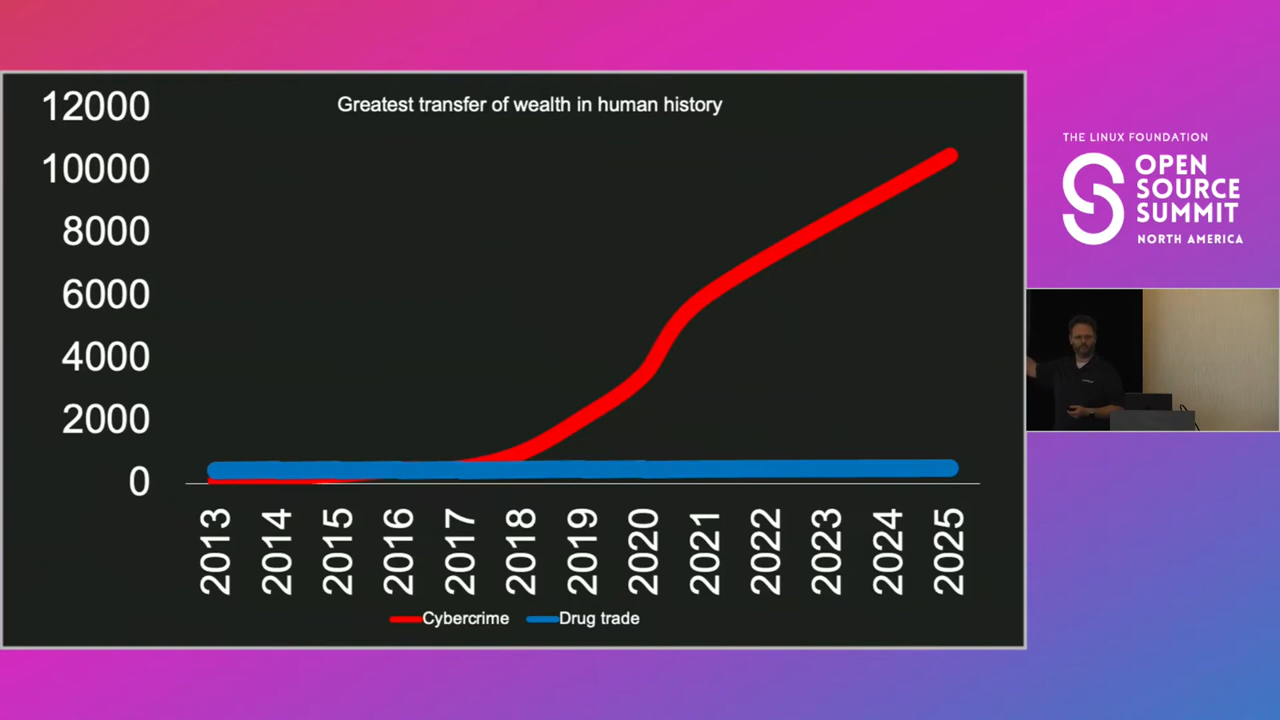 Greatest transfer of wealth in human history
12000
10000
8000
6000
4000
2000
0
2013
2014
2015
2016
2017
2018
2019
2020
2021
2022
2023
2024
2025
Cybercrime
Drug trade
THE LINUX FOUNDATION
OPEN
SOURCE
SUMMIT
NORTH AMERICA